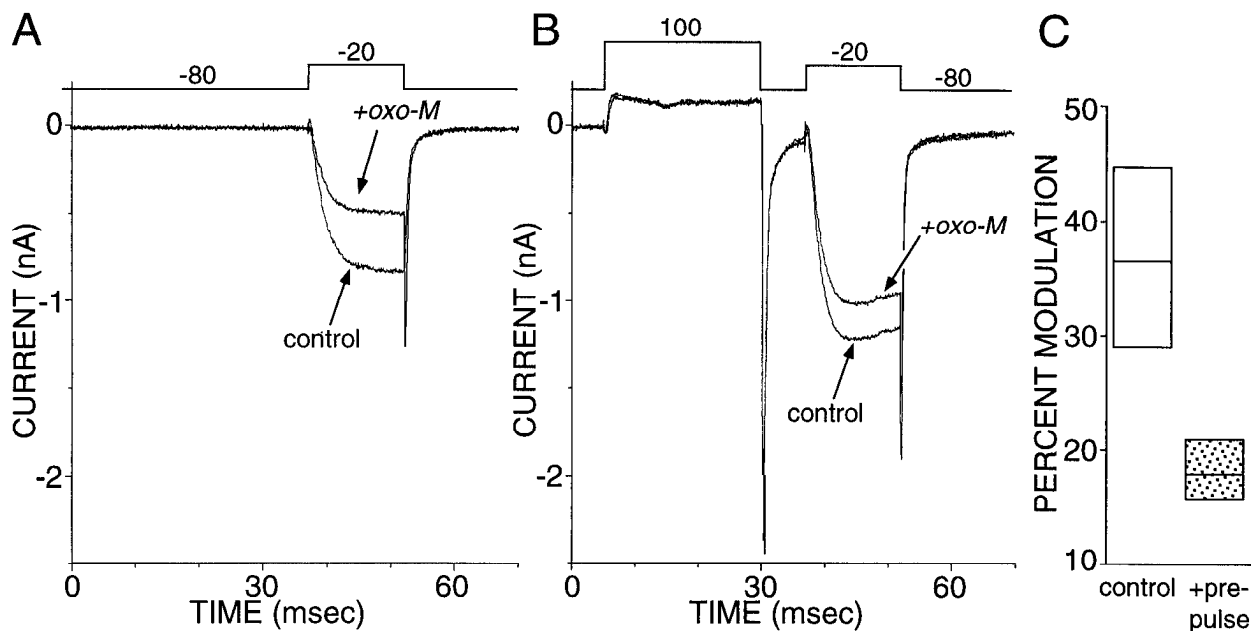 A
-80
-20
+oxo-M
control
0
-1
-2
CURRENT (nA)
0
30
60
TIME (msec)
B
100
-20
-80
+oxo-M
control
0
-1
-2
CURRENT (nA)
0
30
60
TIME (msec)
C
50
40
30
20
10
PERCENT MODULATION
control
+pre-
pulse